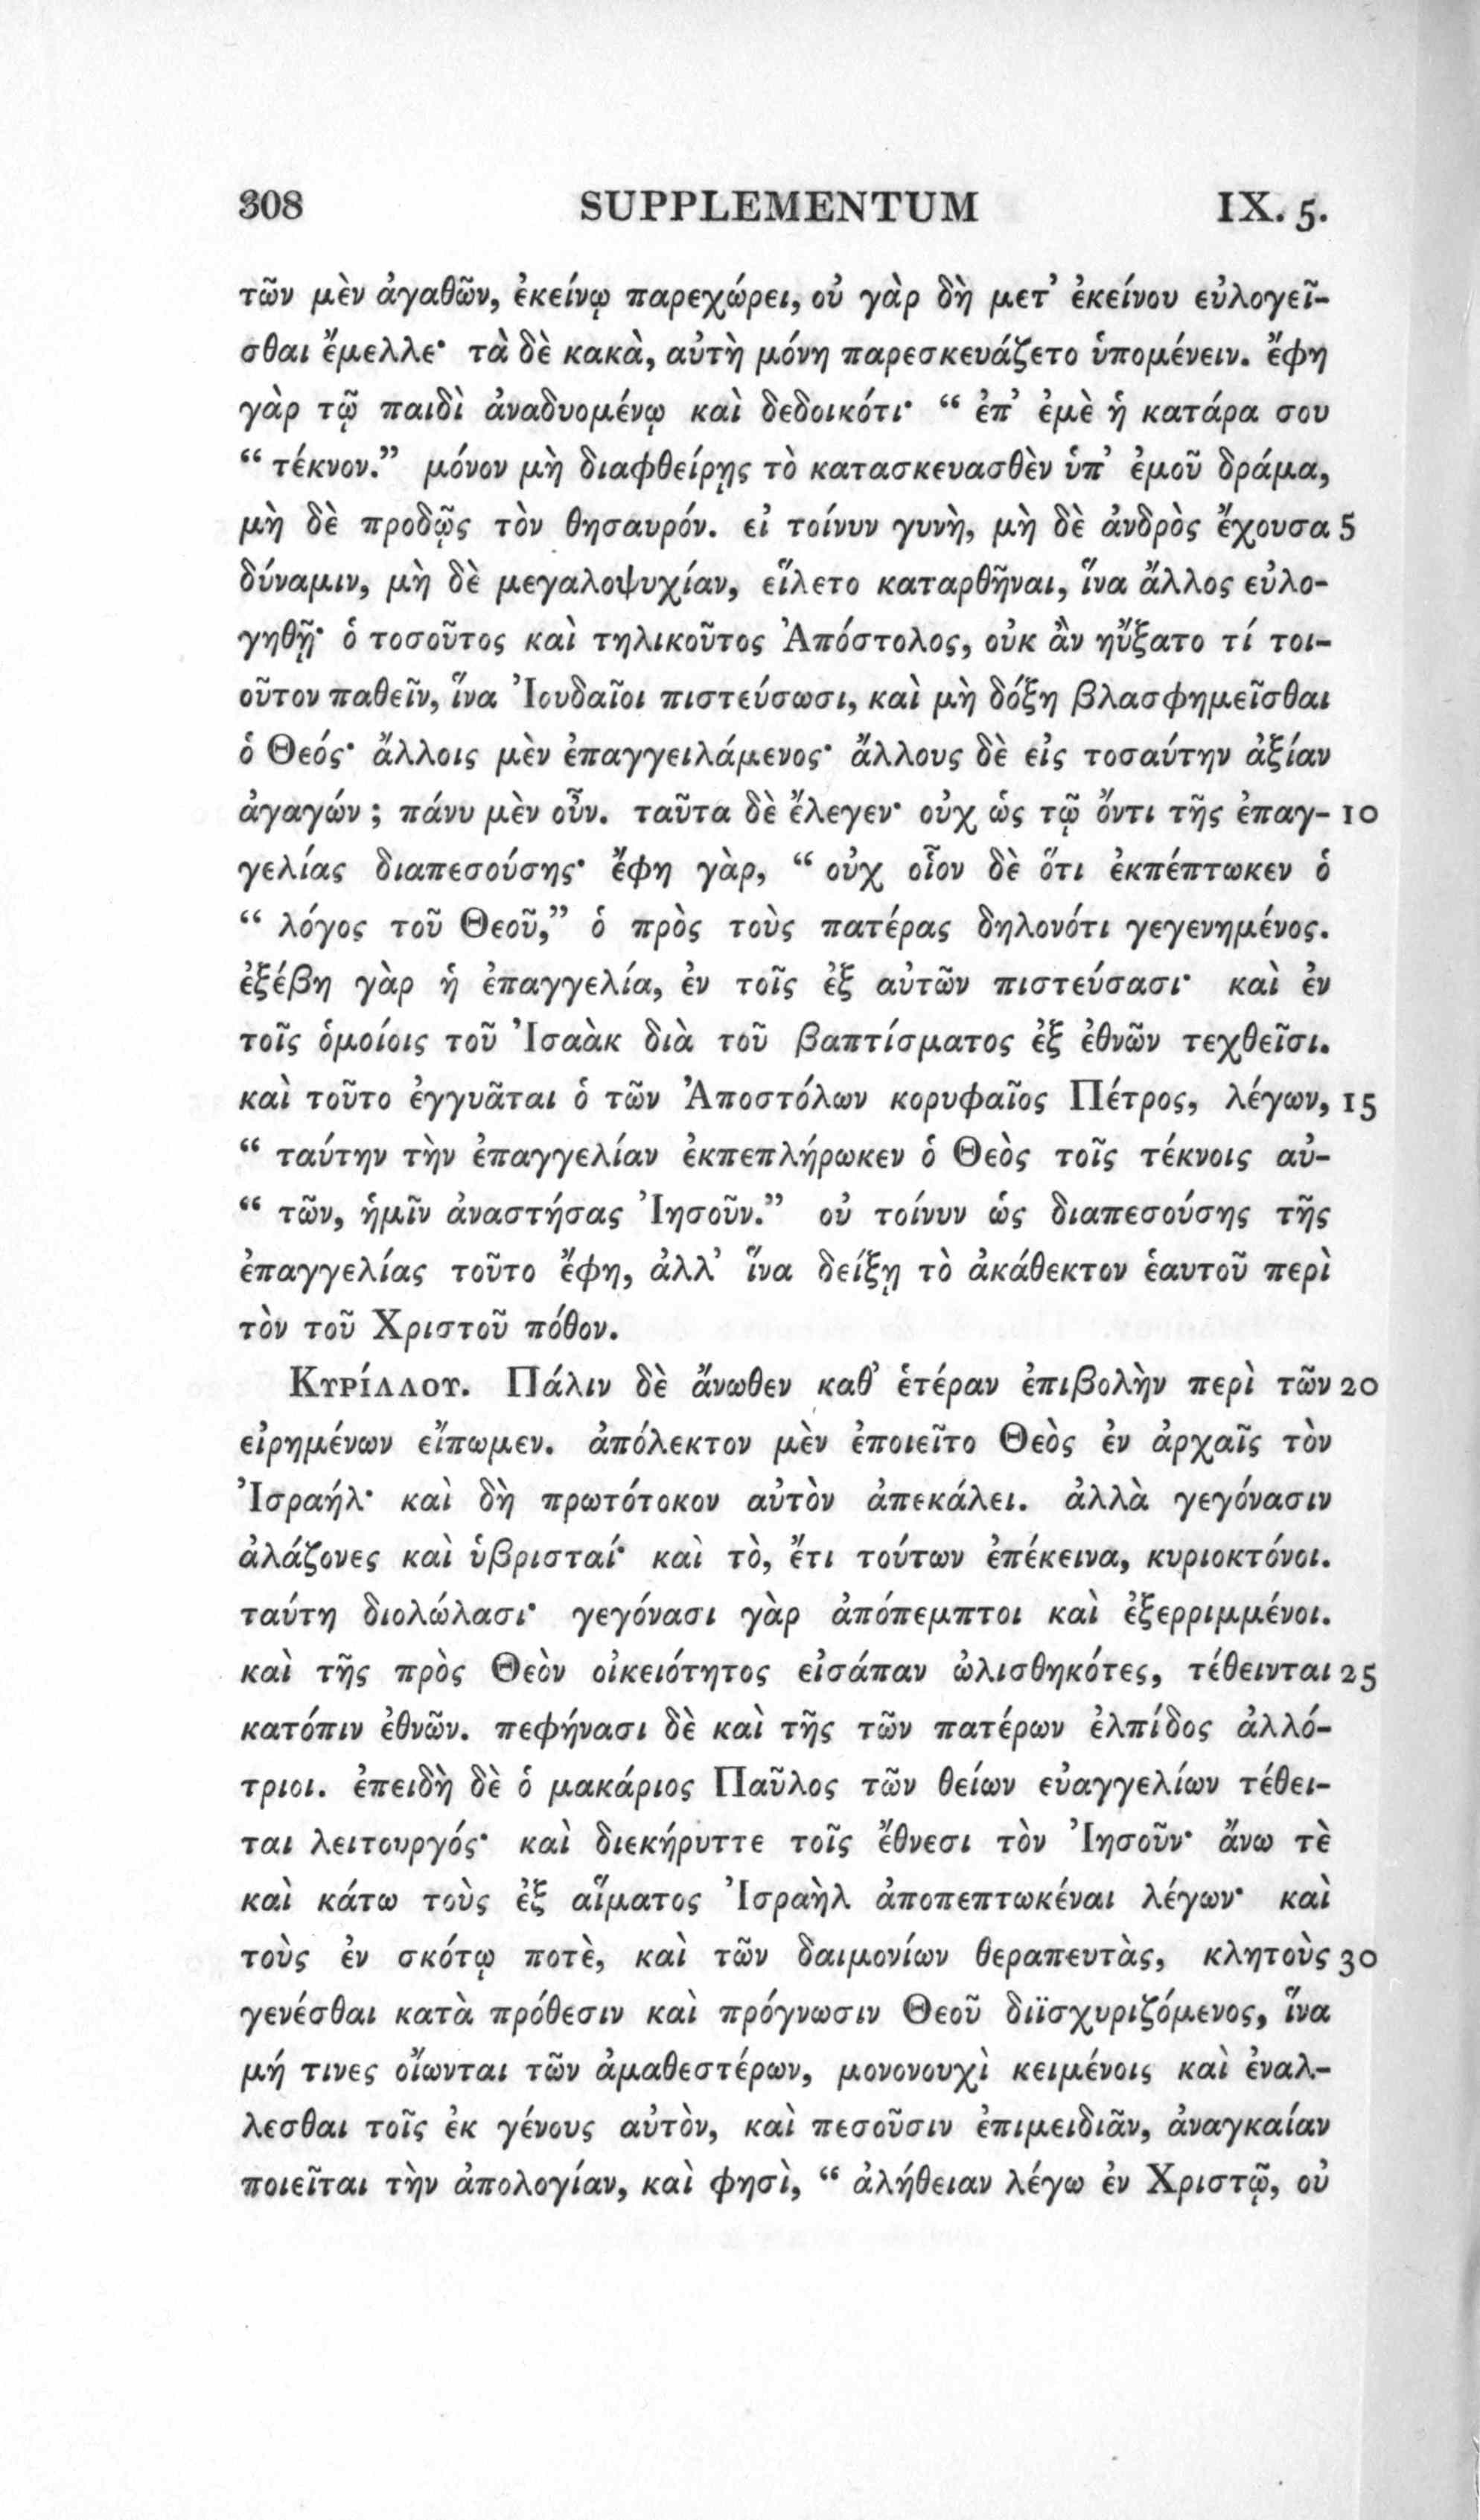 308 SUPPLEMENTUM IX. 5.
τῶν μὲν ἀγαθῶν, ἐκείνῳ παρεχώρει, οὐ γὰρ δὴ μετ’ ἐκείνου εὐλογεῖ-
σθαι ἔμελλε· τὰ δὲ κακὰ, αὐτὴ μόνη παρεσκευάζετο ὑπομένειν. ἔφη
γὰρ τῷ παιδὶ ἀναδυομένῳ καὶ δεδοικότι· “ ἐπ’ ἐμὲ ἡ κατάρα σου
“ τέκνον.” μόνον μὴ διαφθείρῃς τὸ κατασκευασθὲν ὑπ’ ἐμοῦ δράμα,
μὴ δὲ προδῷς τὸν θησαυρόν. εἰ τοίνυν γυνὴ, μὴ δὲ ἀνδρὸς ἔχουσα 5
δύναμιν, μὴ δὲ μεγαλοψυχίαν, εἵλετο καταρθῆναι, ἵνα ἄλλος εὐλο-
γηθῇ· ὁ τοσοῦτος καὶ τηλικοῦτος Ἀπόστολος, οὐκ ἂν ηὔξατο τί τοι-
οῦτον παθεῖν, ἵνα Ἰουδαῖοι πιστεύσωσι, καὶ μὴ δόξη βλασφημεῖσθαι
ὁ Θεός· ἄλλοις μὲν ἐπαγγειλάμενος· ἄλλους δὲ εἰς τοσαύτην ἀξίαν
ἀγαγών ; πάνυ μὲν οὖν. ταῦτα δὲ ἔλεγεν· οὐχ ὡς τῷ ὄντι τῆς ἐπαγ- 10
γελίας διαπεσούσης· ἔφη γὰρ, “ οὐχ οἷον δὲ ὅτι ἐκπέπτωκεν ὁ
“ λόγος τοῦ Θεοῦ,” ὁ πρὸς τοὺς πατέρας δηλονότι γεγενημένος.
ἐξέβη γὰρ ἡ ἐπαγγελία, ἐν τοῖς ἐξ αὐτῶν πιστεύσασι· καὶ ἐν
τοῖς ὁμοίοις τοῦ Ἰσαὰκ διὰ τοῦ βαπτίσματος ἐξ ἐθνῶν τεχθεῖσι.
καὶ τοῦτο ἐγγυᾶται ὁ τῶν Ἀποστόλων κορυφαῖος Πέτρος, λέγων, 15
“ ταύτην τὴν ἐπαγγελίαν ἐκπεπλήρωκεν ὁ Θεὸς τοῖς τέκνοις αὐ-
“ τῶν, ἡμῖν ἀναστήσας Ἰησοῦν.” οὐ τοίνυν ὡς διαπεσούσης τῆς
ἐπαγγελίας τοῦτο ἔφη, ἀλλ’ ἵνα δείξῃ τὸ ἀκάθεκτον ἑαυτοῦ περὶ
τὸν τοῦ Χριστοῦ πόθον.
Κυρίλλου. Πάλιν δὲ ἄνωθεν καθ’ ἑτέραν ἐπιβολὴν περὶ τῶν 20
εἰρημένων εἴπωμεν. ἀπόλεκτον μὲν ἐποιεῖτο Θεὸς ἐν ἀρχαῖς τὸν
Ἰσραήλ· καὶ δὴ πρωτότοκον αὐτὸν ἀπεκάλει. ἀλλὰ γεγόνασιν
ἀλάζονες καὶ ὑβρισταί· καὶ τὸ, ἔτι τούτων ἐπέκεινα, κυριοκτόνοι.
ταύτη διολώλασι· γεγόνασι γὰρ ἀπόπεμπτοι καὶ ἐξερριμμένοι.
καὶ τῆς πρὸς Θεὸν οἰκειότητος εἰσάπαν ὠλισθηκότες, τέθεινται 25
κατόπιν ἐθνῶν. πεφήνασι δὲ καὶ τῆς τῶν πατέρων ἐλπίδος ἀλλό-
τριοι. ἐπειδὴ δὲ ὁ μακάριος Παῦλος τῶν θείων εὐαγγελίων τέθει-
ται λειτουργός· καὶ διεκήρυττε τοῖς ἔθνεσι τὸν Ἰησοῦν· ἄνω τὲ
καὶ κάτω τοὺς ἐξ αἵματος Ἰσραὴλ ἀποπεπτωκέναι λέγων· καὶ
τοὺς ἐν σκότῳ ποτὲ, καὶ τῶν δαιμονίων θεραπευτὰς, κλητοὺς 30
γενέσθαι κατὰ πρόθεσιν καὶ πρόγνωσιν Θεοῦ διϊσχυριζόμενος, ἵνα
μή τινες οἴωνται τῶν ἀμαθεστέρων, μονονουχὶ κειμένοις καὶ ἐναλ-
λεσθαι τοῖς ἐκ γένους αὐτὸν, καὶ πεσοῦσιν ἐπιμειδιᾶν, ἀναγκαίαν
ποιεῖται τὴν ἀπολογίαν, καὶ φησὶ, “ ἀλήθειαν λέγω ἐν Χριστῷ, οὐ